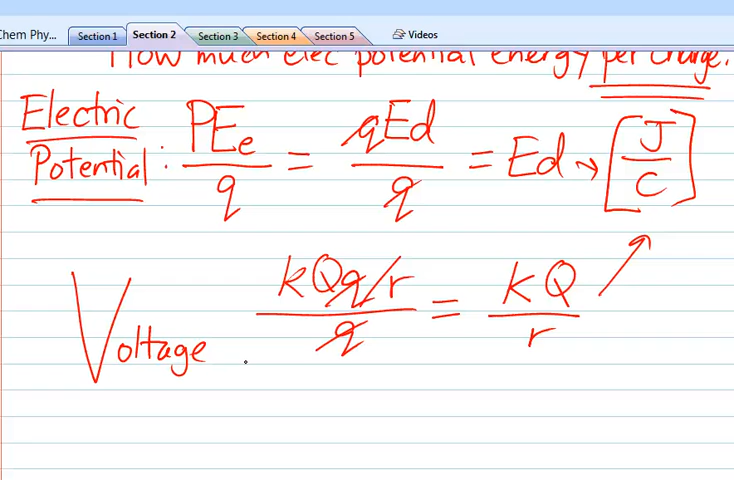 Chem Phy... Section 1 Section 2 Section 3 Section 4 Section 5 Videos
How much elec potential energy per charge.
Electric Potential: PEe/q = qEd/q = Ed → [J/C]
Voltage kQq/r/q = kQ/r